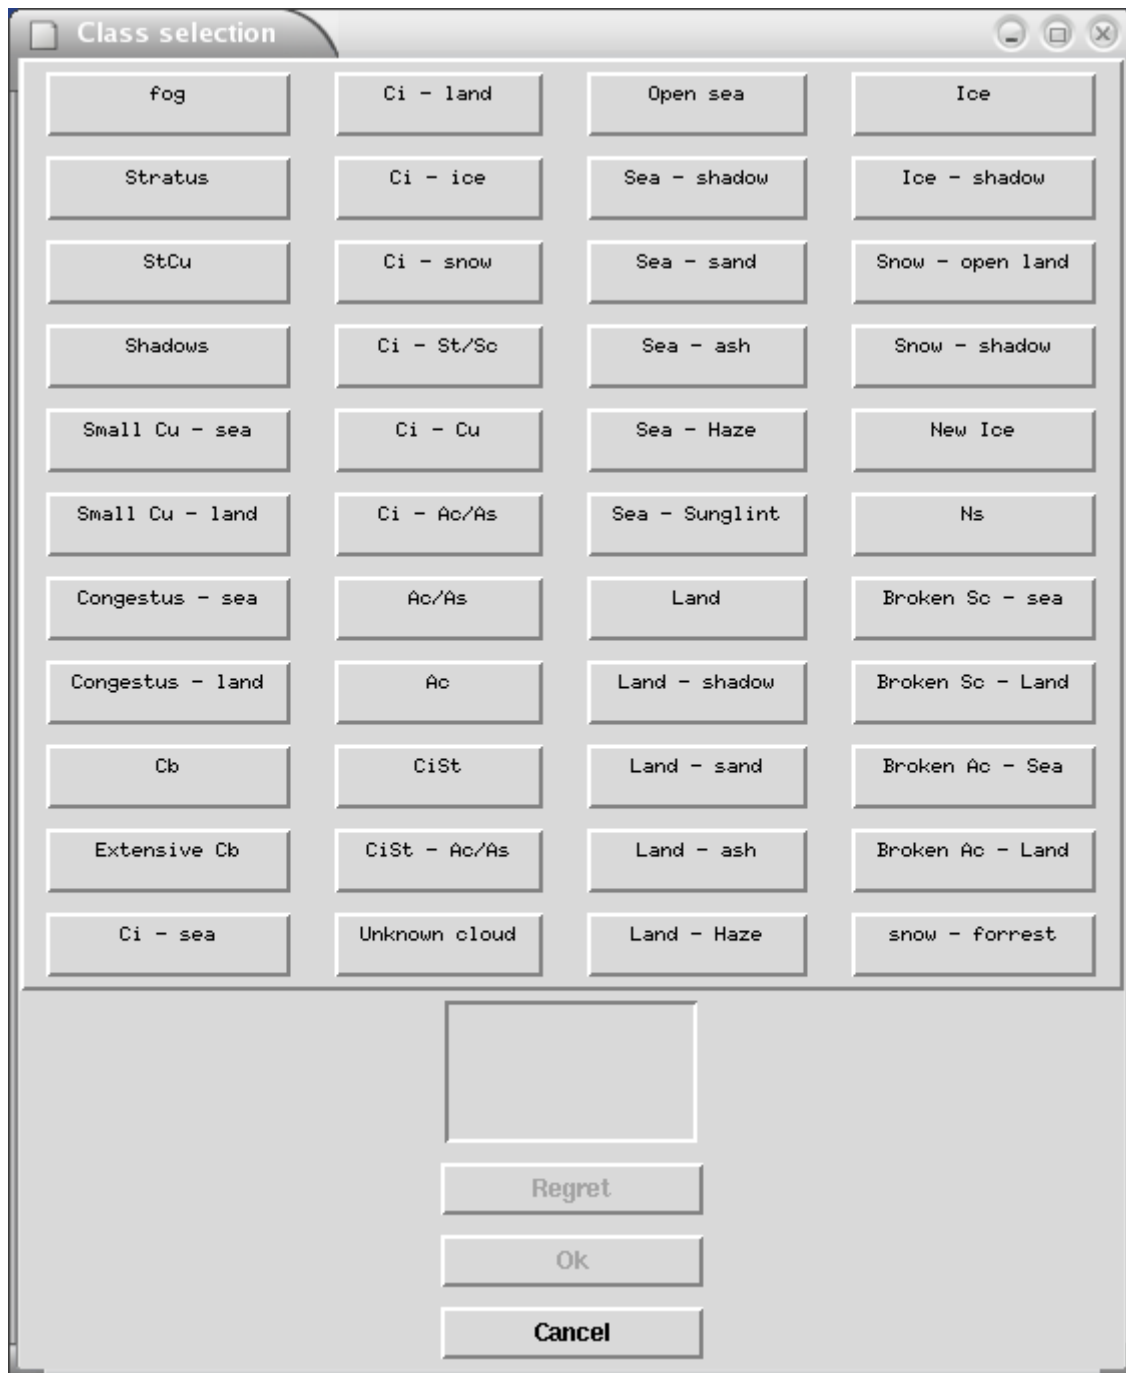 Class selection
fog Ci - land Open sea Ice
Stratus Ci - ice Sea - shadow Ice - shadow
StCu Ci - snow Sea - sand Snow - open land
Shadows Ci - St/Sc Sea - ash Snow - shadow
Small Cu - sea Ci - Cu Sea - Haze New Ice
Small Cu - land Ci - Ac/As Sea - Sunglint Ns
Congestus - sea Ac/As Land Broken Sc - sea
Congestus - land Ac Land - shadow Broken Sc - Land
Cb CiSt Land - sand Broken Ac - Sea
Extensive Cb CiSt - Ac/As Land - ash Broken Ac - Land
Ci - sea Unknown cloud Land - Haze snow - forrest
Regret
Ok
Cancel